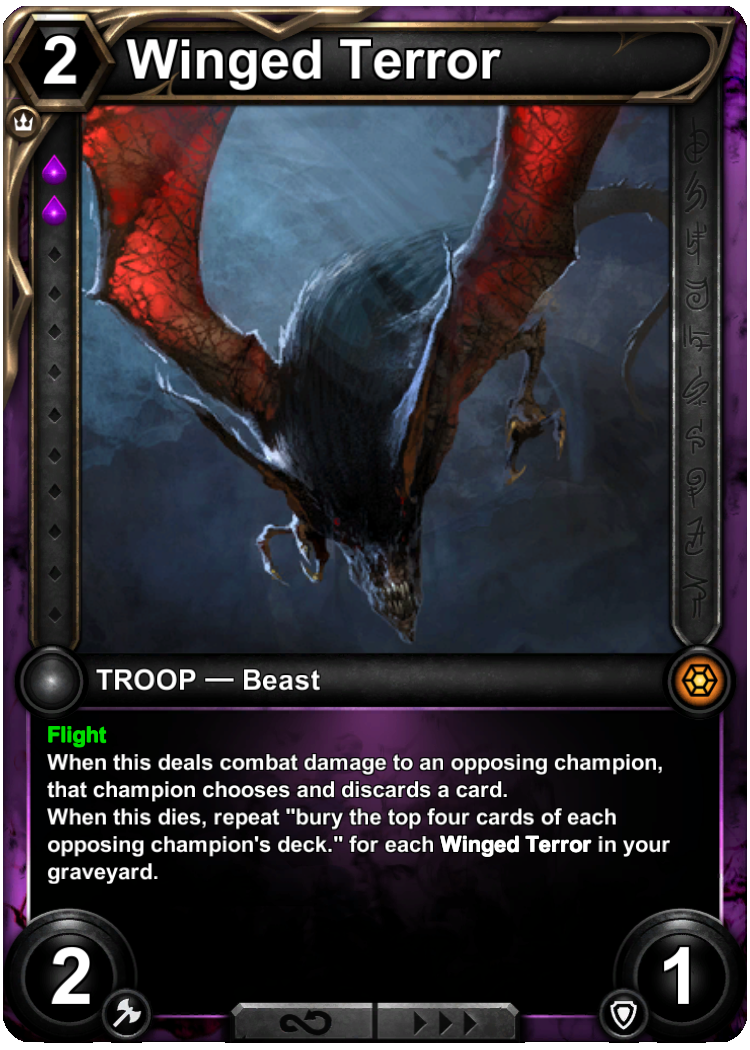 2 Winged Terror
TROOP — Beast
Flight
When this deals combat damage to an opposing champion,
that champion chooses and discards a card.
When this dies, repeat "bury the top four cards of each
opposing champion's deck." for each Winged Terror in your
graveyard.
2 1